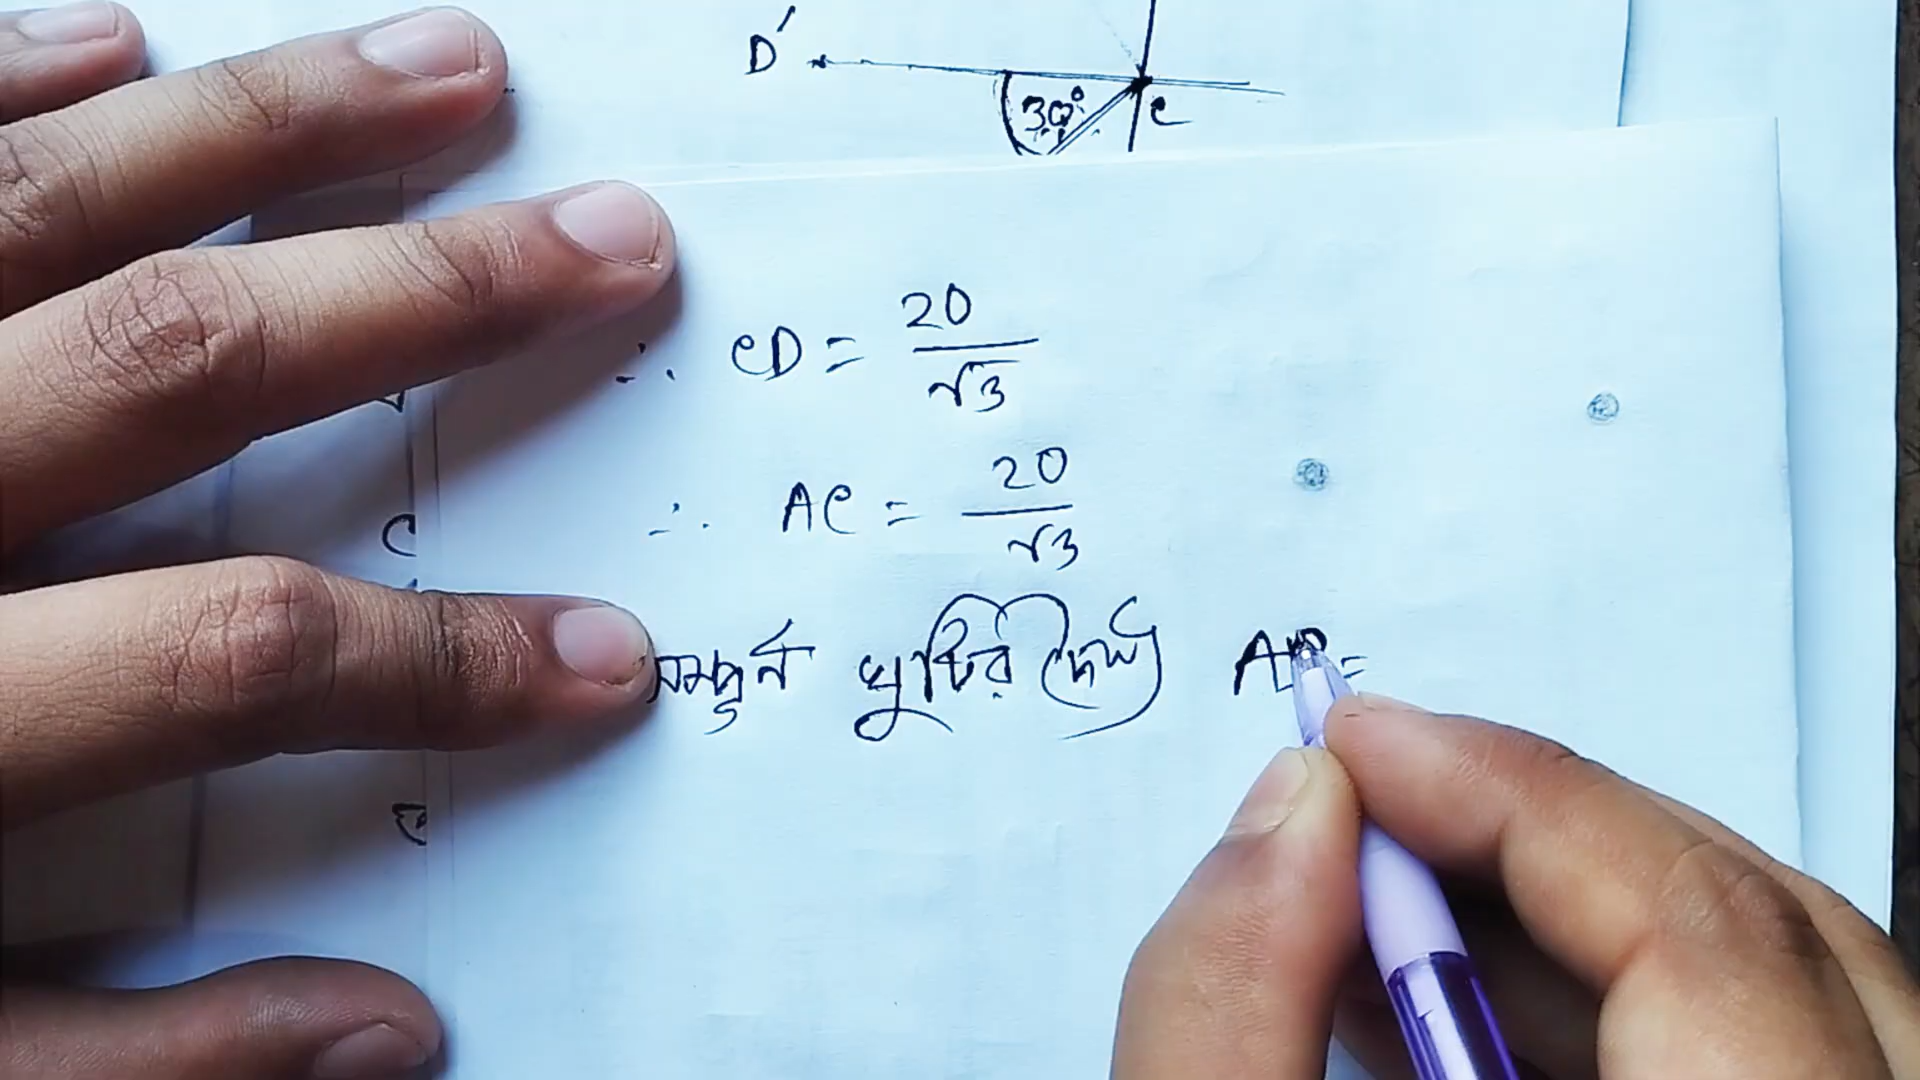 D′
30°
C
∴ CD = 20/√3
∴ AC = 20/√3
সম্পুর্ন খুটির দৈর্ঘ্য AB =
C